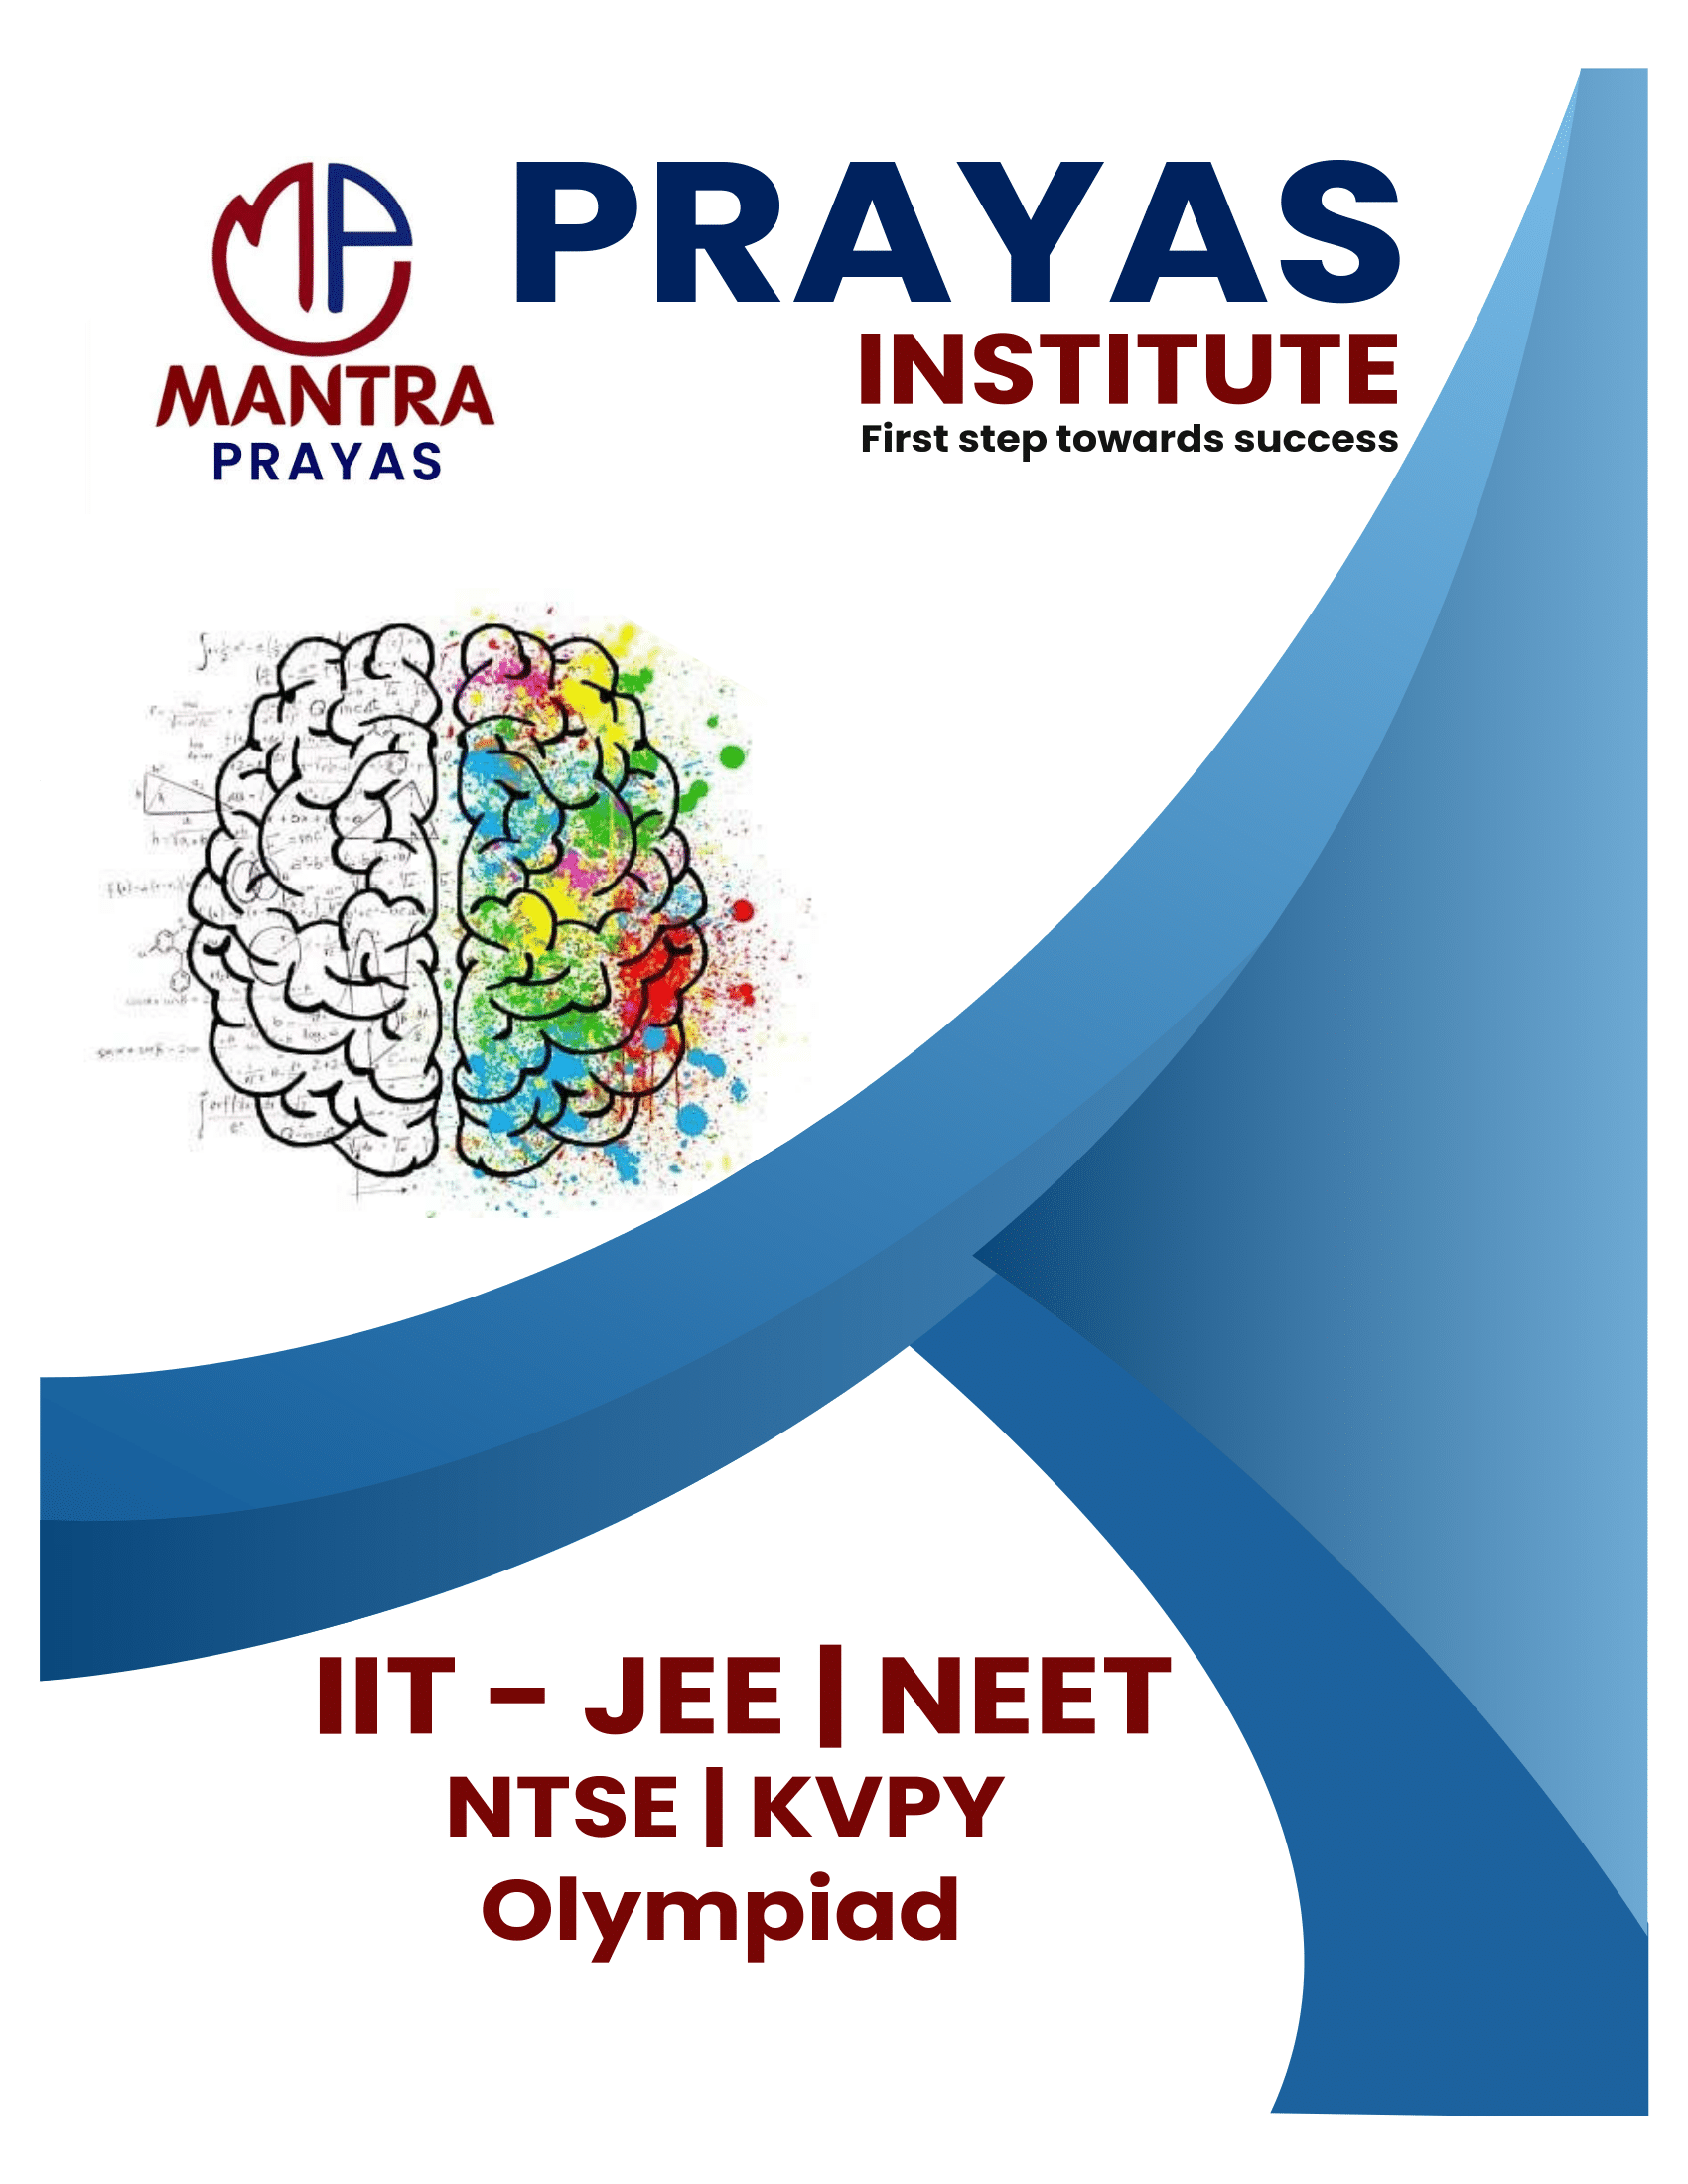 PRAYAS
INSTITUTE
First step towards success
MANTRA
PRAYAS
IIT – JEE | NEET
NTSE | KVPY
Olympiad